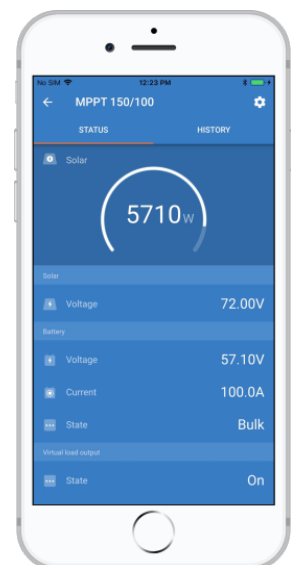 No SIM 12:23 PM
MPPT 150/100
STATUS HISTORY
Solar
5710W
Solar
Voltage 72.00V
Battery
Voltage 57.10V
Current 100.0A
State Bulk
Virtual load output
State On